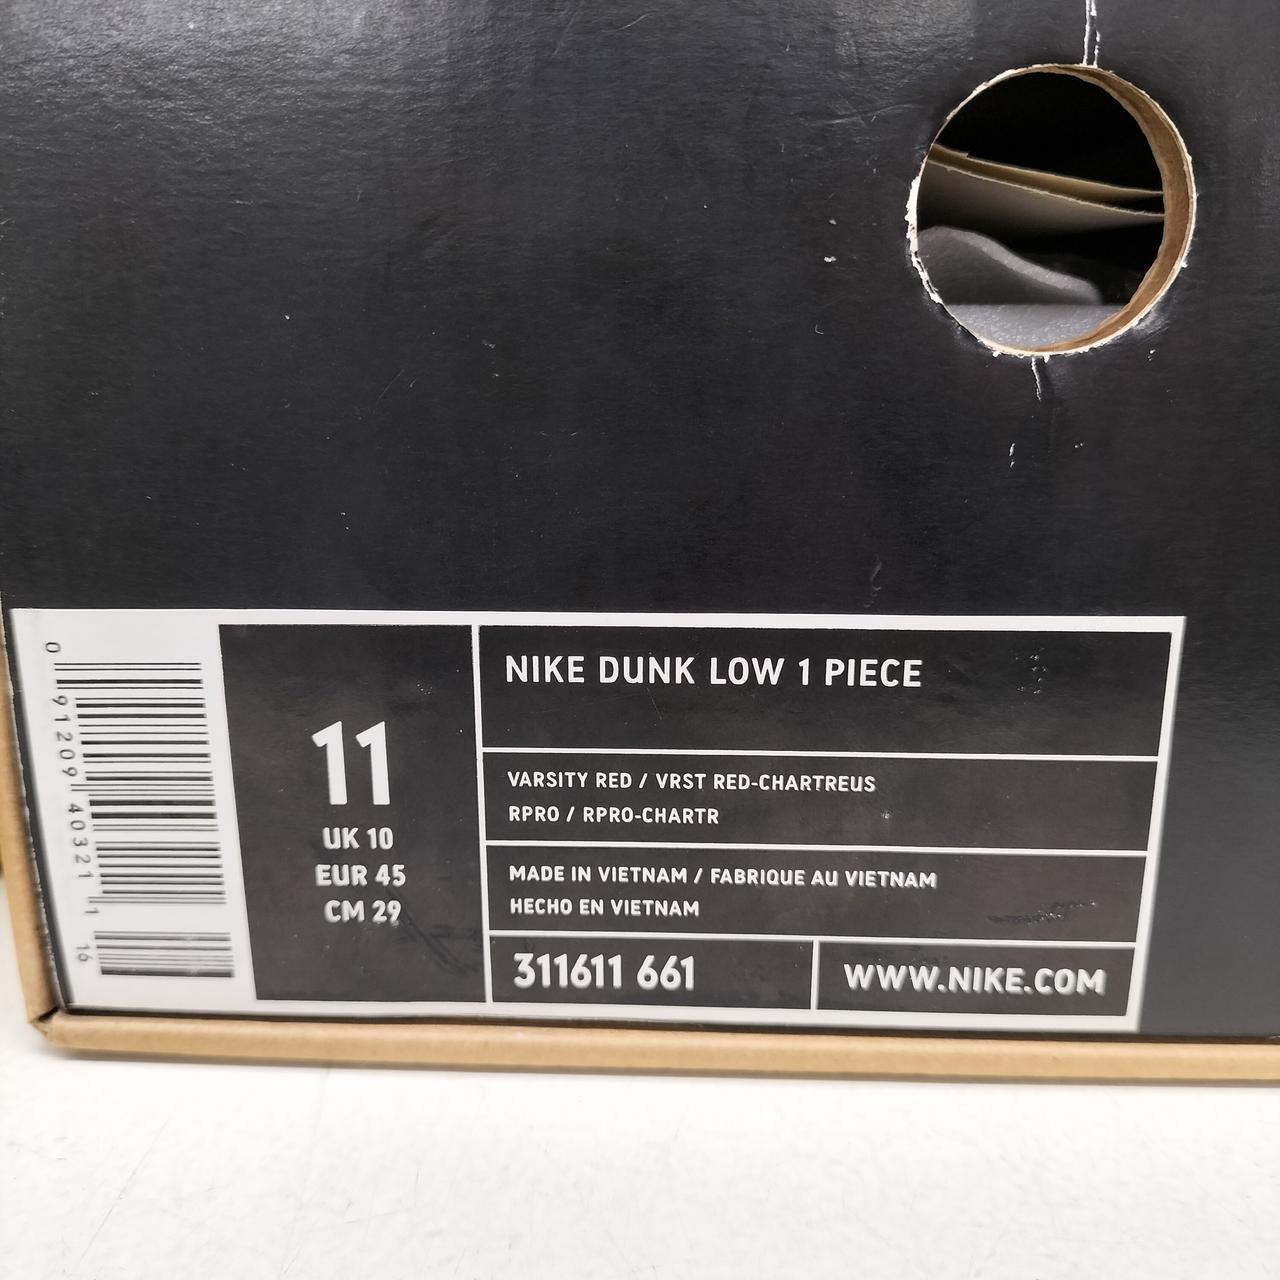 0 91209 40321 1 16
11
UK 10
EUR 45
CM 29
NIKE DUNK LOW 1 PIECE
VARSITY RED / VRST RED-CHARTREUS
RPRO / RPRO-CHARTR
MADE IN VIETNAM / FABRIQUE AU VIETNAM
HECHO EN VIETNAM
311611 661
WWW.NIKE.COM